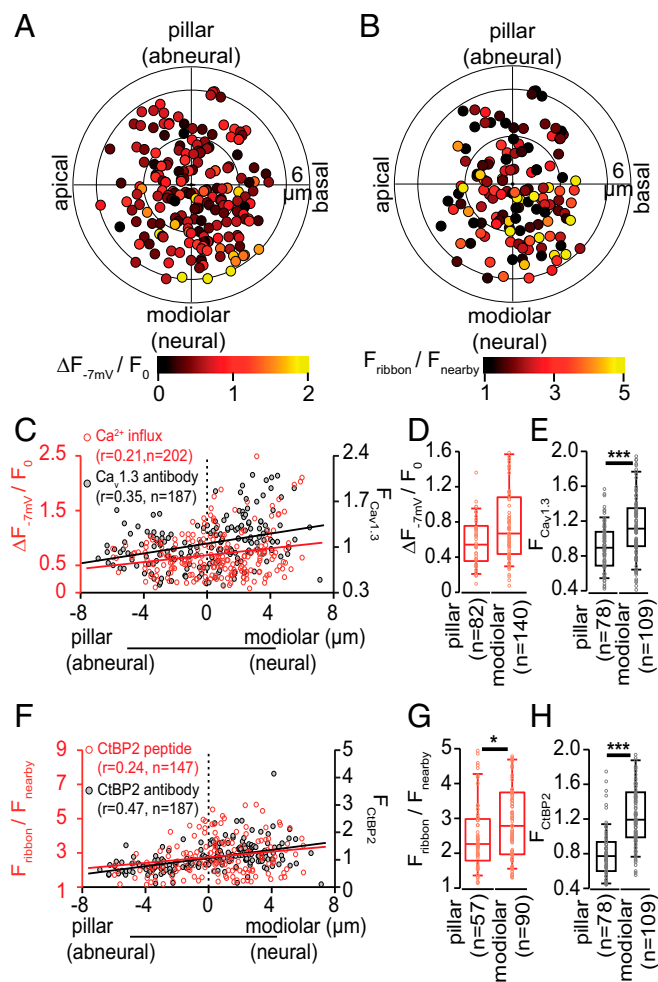 A
pillar
(abneural)
apical
basal
6
µm
modiolar
(neural)
ΔF-7mV / F0
0 1 2
B
pillar
(abneural)
apical
basal
6
µm
modiolar
(neural)
Fribbon / Fnearby
1 3 5
C
Ca2+ influx
(r=0.21,n=202)
Cav1.3 antibody
(r=0.35, n=187)
ΔF-7mV / F0
2.5
1.5
1
0.5
0
2.4
1.7
1
0.3
FCav1.3
-8 -4 0 4 8
pillar
(abneural)
modiolar (µm)
(neural)
D
ΔF-7mV / F0
1.6
1.2
0.8
0.4
0
pillar
(n=82)
modiolar
(n=140)
E
***
FCav1.3
2.0
1.6
1.2
0.8
0.4
pillar
(n=78)
modiolar
(n=109)
F
CtBP2 peptide
(r=0.24, n=147)
CtBP2 antibody
(r=0.47, n=187)
Fribbon / Fnearby
9
7
5
3
1
5
4
3
2
1
0
FCtBP2
-8 -4 0 4 8
pillar
(abneural)
modiolar (µm)
(neural)
G
*
Fribbon / Fnearby
5
4
3
2
1
pillar
(n=57)
modiolar
(n=90)
H
***
FCtBP2
2.0
1.6
1.2
0.8
0.4
pillar
(n=78)
modiolar
(n=109)